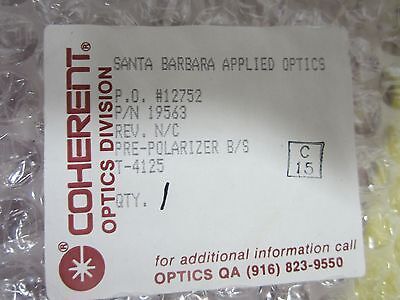 COHERENT®
OPTICS DIVISION
®
SANTA BARBARA APPLIED OPTICS
P.O. #12752
P/N 19563
REV. N/C
PRE-POLARIZER B/S
T-4125
QTY. 1
C
15
for additional information call
OPTICS QA (916) 823-9550